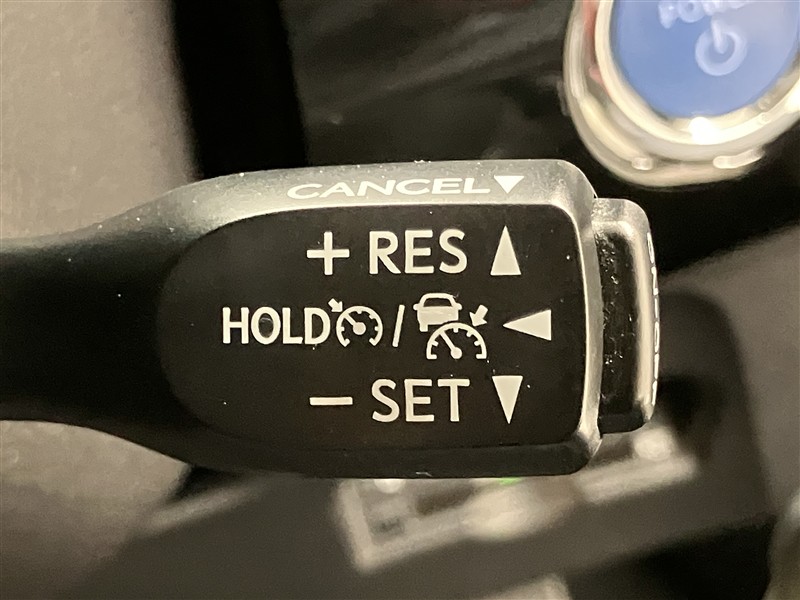 CANCEL▼
+ RES ▲
HOLD / ◀
− SET ▼